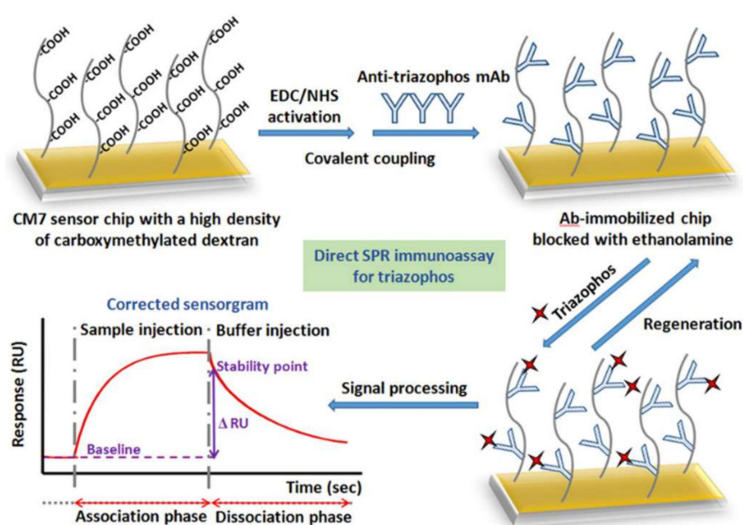 -COOH
-COOH
-COOH
-COOH
-COOH
-COOH
-COOH
-COOH
-COOH
-COOH
-COOH
-COOH
-COOH
EDC/NHS
activation
Anti-triazophos mAb
Covalent coupling
CM7 sensor chip with a high density
of carboxymethylated dextran
Ab-immobilized chip
blocked with ethanolamine
Direct SPR immunoassay
for triazophos
Triazophos
Regeneration
Corrected sensorgram
Sample injection
Buffer injection
Stability point
Signal processing
Response (RU)
Δ RU
Baseline
Time (sec)
Association phase
Dissociation phase